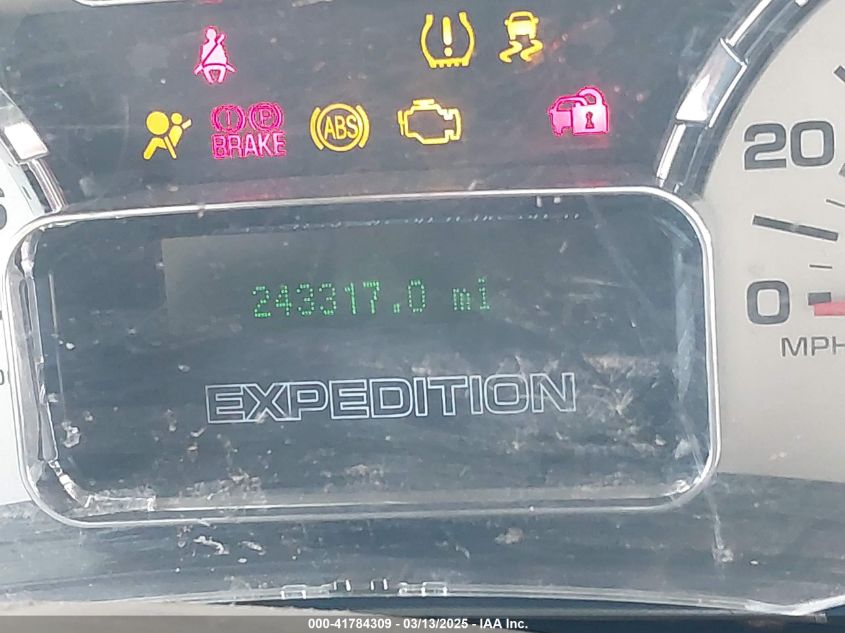 BRAKE
ABS
20
243317.0 mi
0
MPH
EXPEDITION
000-41784309 - 03/13/2025 - IAA Inc.